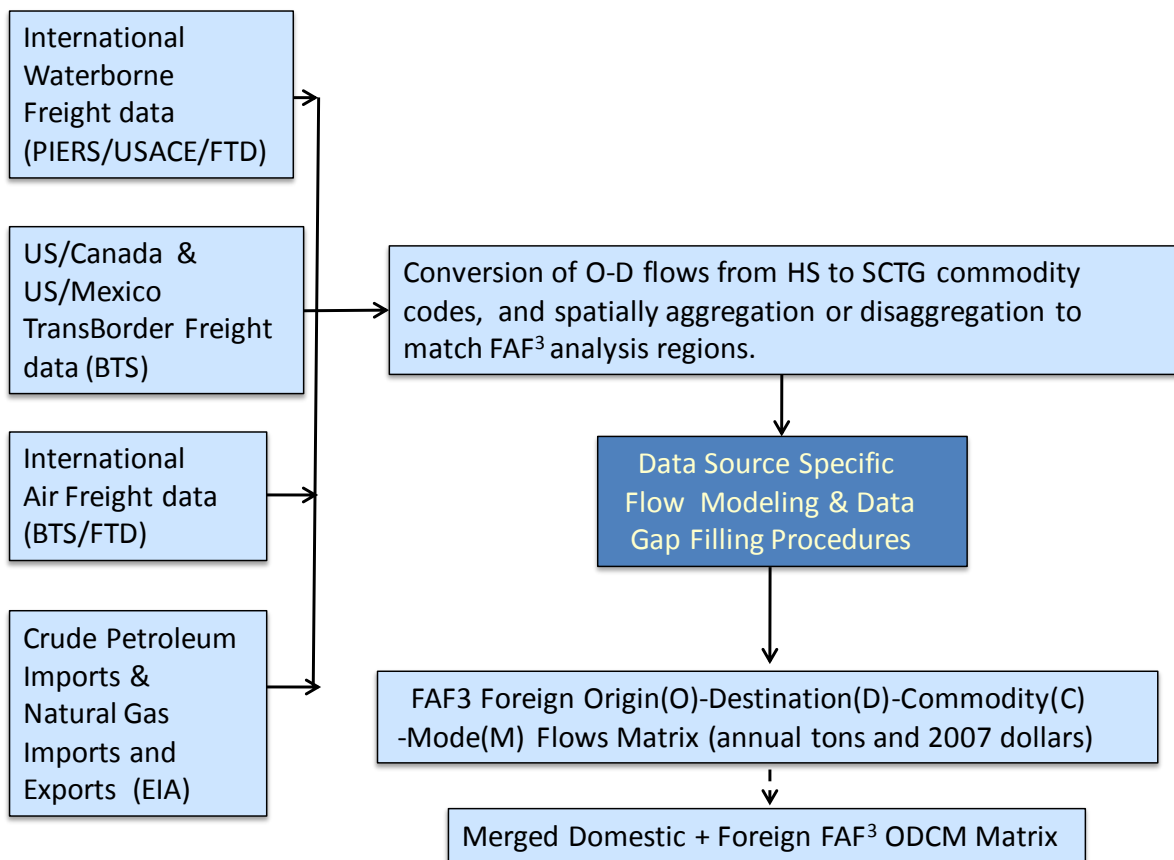 International
Waterborne
Freight data
(PIERS/USACE/FTD)
US/Canada &
US/Mexico
TransBorder Freight
data (BTS)
International
Air Freight data
(BTS/FTD)
Crude Petroleum
Imports &
Natural Gas
Imports and
Exports (EIA)
Conversion of O-D flows from HS to SCTG commodity
codes, and spatially aggregation or disaggregation to
match FAF³ analysis regions.
Data Source Specific
Flow Modeling & Data
Gap Filling Procedures
FAF3 Foreign Origin(O)-Destination(D)-Commodity(C)
-Mode(M) Flows Matrix (annual tons and 2007 dollars)
Merged Domestic + Foreign FAF³ ODCM Matrix